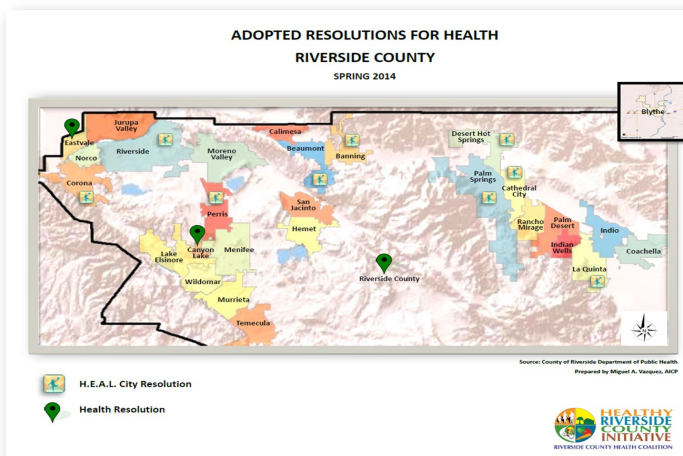 ADOPTED RESOLUTIONS FOR HEALTH
RIVERSIDE COUNTY
SPRING 2014
Blythe
Jurupa
Valley
Eastvale
Riverside
Norco
Corona
Moreno
Valley
Calimesa
Beaumont
Banning
Desert Hot
Springs
Palm
Springs
Cathedral
City
Perris
San
Jacinto
Hemet
Rancho
Mirage
Palm
Desert
Indian
Wells
Indio
Coachella
La Quinta
Canyon
Lake
Menifee
Lake
Elsinore
Wildomar
Murrieta
Temecula
Riverside County
N
Source: County of Riverside Department of Public Health
Prepared by Miguel A. Vazquez, AICP
H.E.A.L. City Resolution
Health Resolution
HEALTHY
RIVERSIDE
COUNTY
INITIATIVE
RIVERSIDE COUNTY HEALTH COALITION